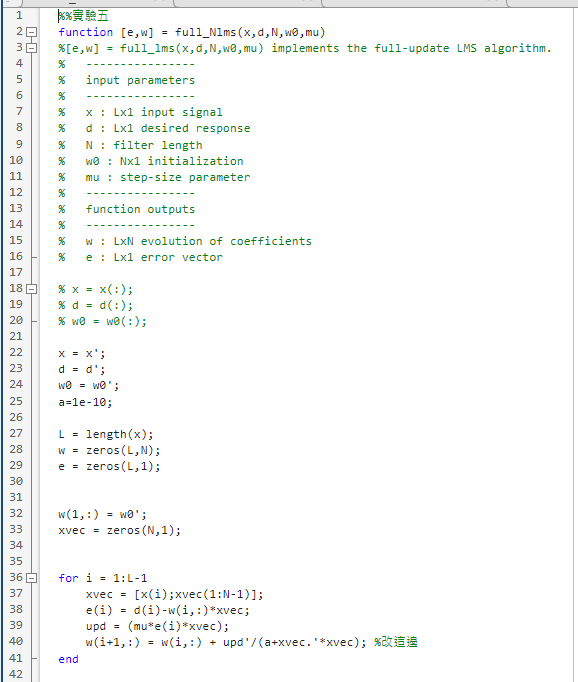 1 %%實驗五
2 function [e,w] = full_Nlms(x,d,N,w0,mu)
3 %[e,w] = full_lms(x,d,N,w0,mu) implements the full-update LMS algorithm.
4 %   ----------------
5 %   input parameters
6 %   ----------------
7 %   x : Lx1 input signal
8 %   d : Lx1 desired response
9 %   N : filter length
10 %   w0 : Nx1 initialization
11 %   mu : step-size parameter
12 %   ----------------
13 %   function outputs
14 %   ----------------
15 %   w : LxN evolution of coefficients
16 %   e : Lx1 error vector
17
18 % x = x(:);
19 % d = d(:);
20 % w0 = w0(:);
21
22 x = x';
23 d = d';
24 w0 = w0';
25 a=1e-10;
26
27 L = length(x);
28 w = zeros(L,N);
29 e = zeros(L,1);
30
31
32 w(1,:) = w0';
33 xvec = zeros(N,1);
34
35
36 for i = 1:L-1
37     xvec = [x(i);xvec(1:N-1)];
38     e(i) = d(i)-w(i,:)*xvec;
39     upd = (mu*e(i)*xvec);
40     w(i+1,:) = w(i,:) + upd'/(a+xvec.'*xvec); %改這邊
41 end
42